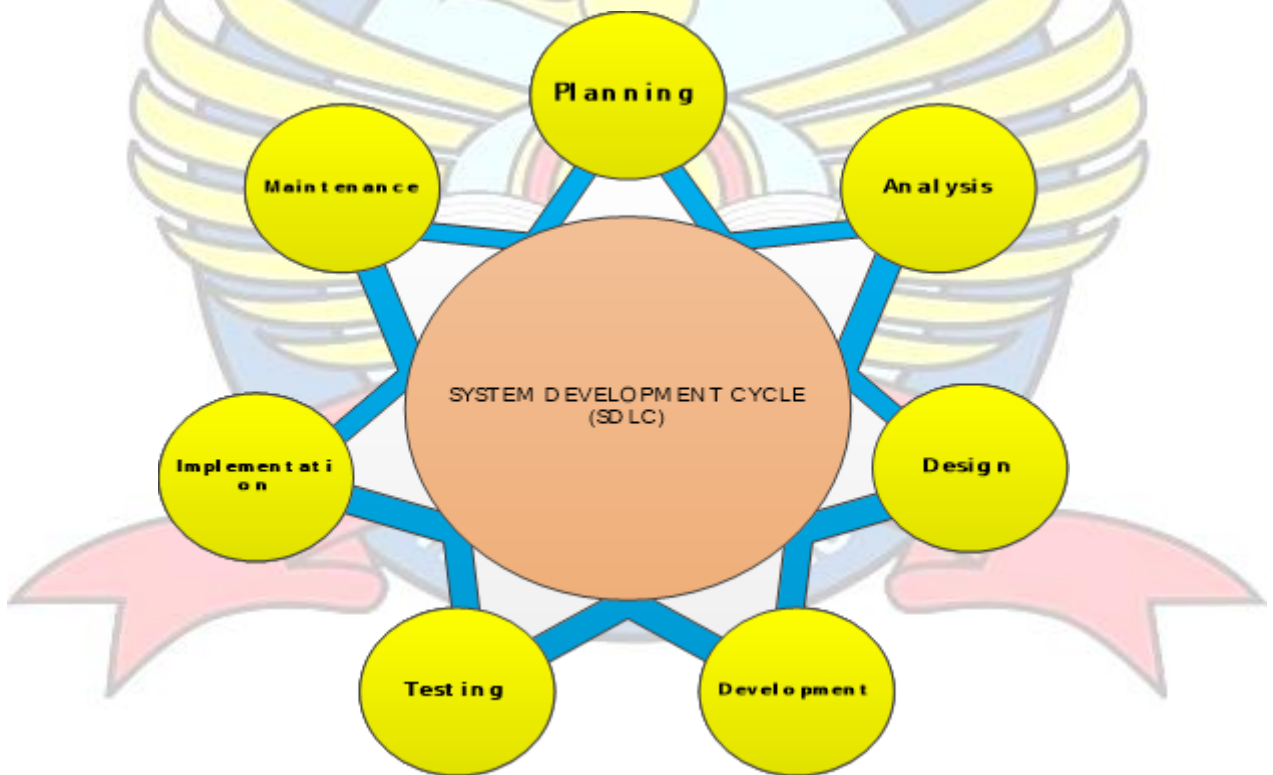 Planning
Maintenance
Analysis
SYSTEM DEVELOPMENT CYCLE
(SDLC)
Implementati
on
Design
Testing
Development